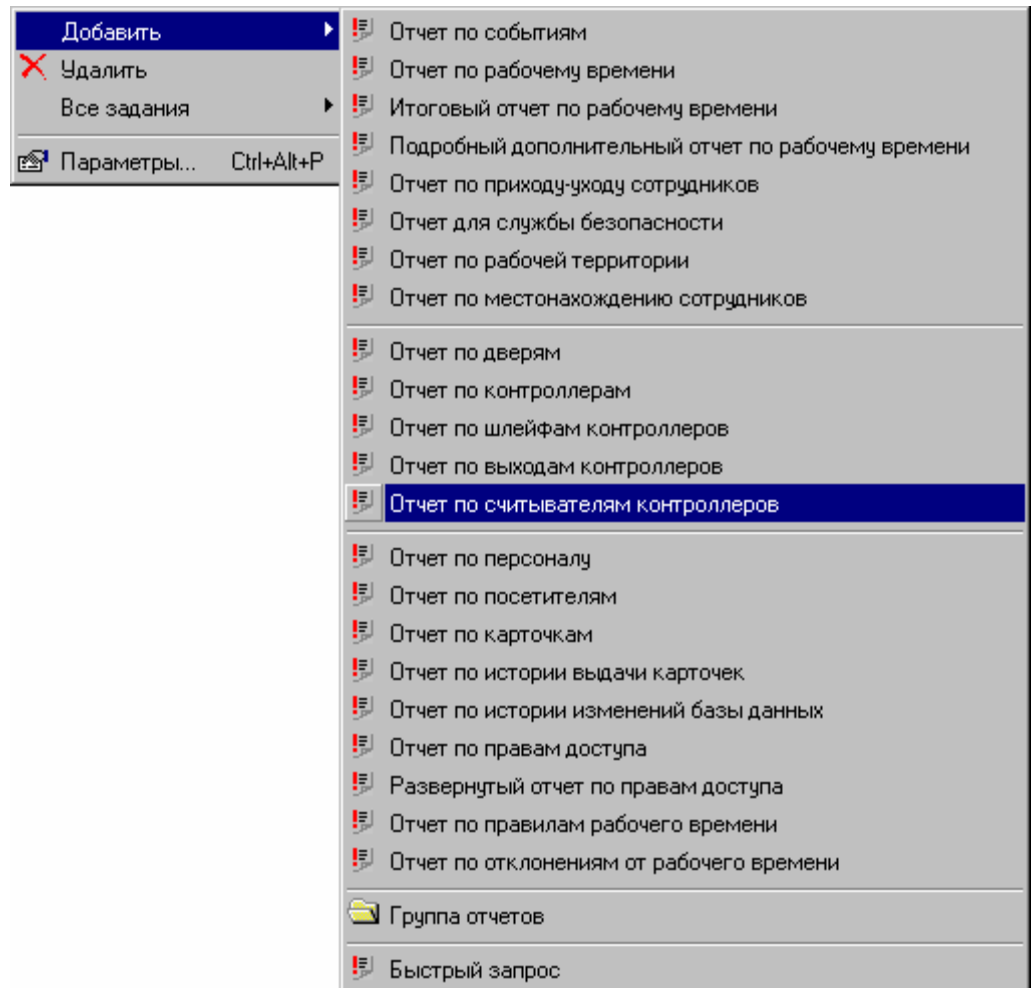 Добавить
Удалить
Все задания
Параметры... Ctrl+Alt+P
Отчет по событиям
Отчет по рабочему времени
Итоговый отчет по рабочему времени
Подробный дополнительный отчет по рабочему времени
Отчет по приходу-уходу сотрудников
Отчет для службы безопасности
Отчет по рабочей территории
Отчет по местонахождению сотрудников
Отчет по дверям
Отчет по контроллерам
Отчет по шлейфам контроллеров
Отчет по выходам контроллеров
Отчет по считывателям контроллеров
Отчет по персоналу
Отчет по посетителям
Отчет по карточкам
Отчет по истории выдачи карточек
Отчет по истории изменений базы данных
Отчет по правам доступа
Развернутый отчет по правам доступа
Отчет по правилам рабочего времени
Отчет по отклонениям от рабочего времени
Группа отчетов
Быстрый запрос